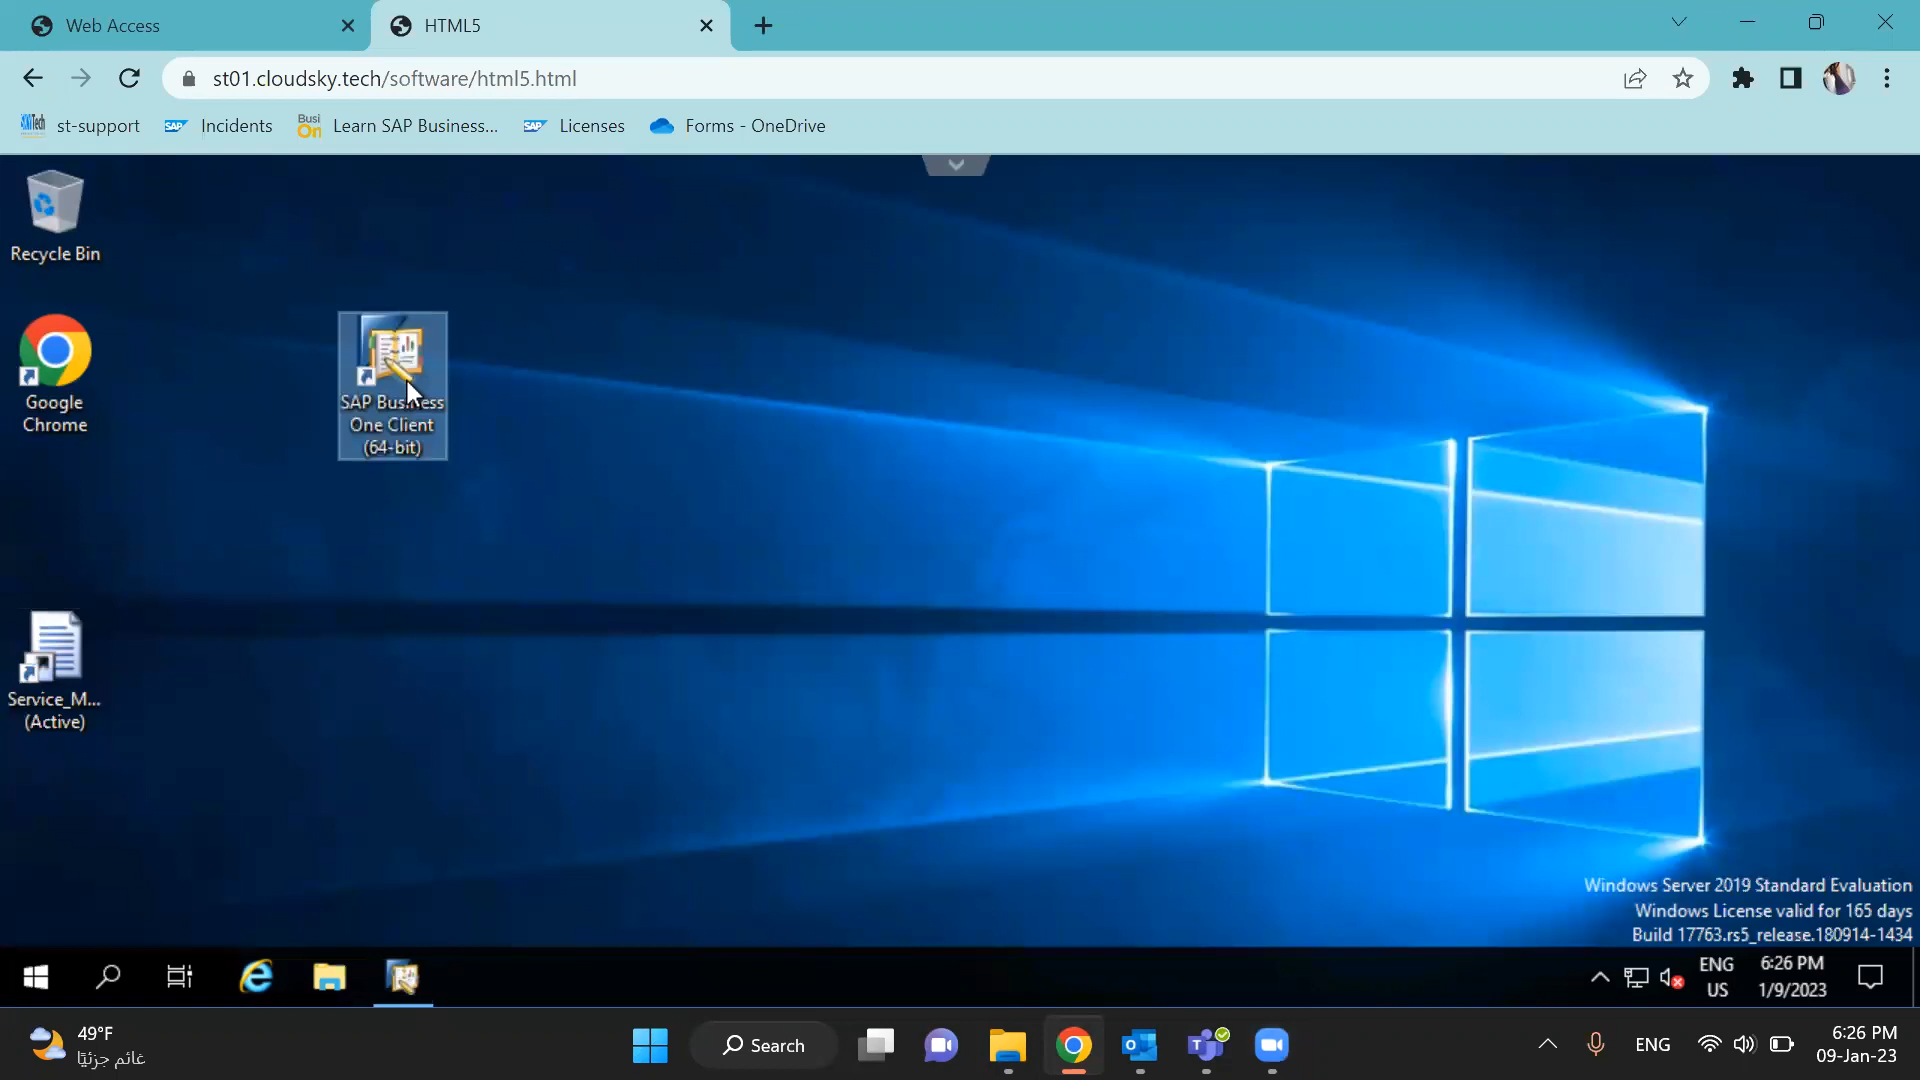 Web Access
HTML5
st01.cloudsky.tech/software/html5.html
st-support
Incidents
Busi
On
Learn SAP Business...
Licenses
Forms - OneDrive
Recycle Bin
Google
Chrome
SAP Business
One Client
(64-bit)
Service_M...
(Active)
Windows Server 2019 Standard Evaluation
Windows License valid for 165 days
Build 17763.rs5_release.180914-1434
ENG
US
6:26 PM
1/9/2023
49°F
غائم جزئيًا
Search
ENG
6:26 PM
09-Jan-23